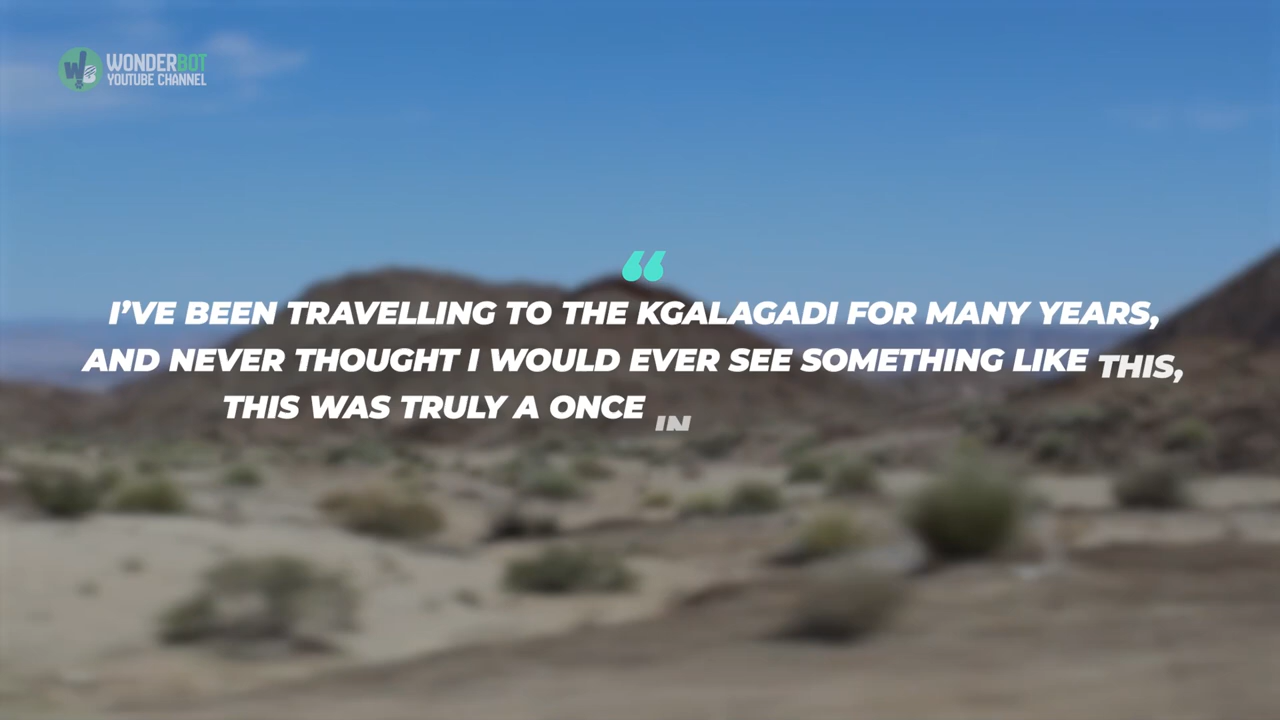 WONDERBOT
YOUTUBE CHANNEL
“
I’VE BEEN TRAVELLING TO THE KGALAGADI FOR MANY YEARS,
AND NEVER THOUGHT I WOULD EVER SEE SOMETHING LIKE THIS,
THIS WAS TRULY A ONCE IN